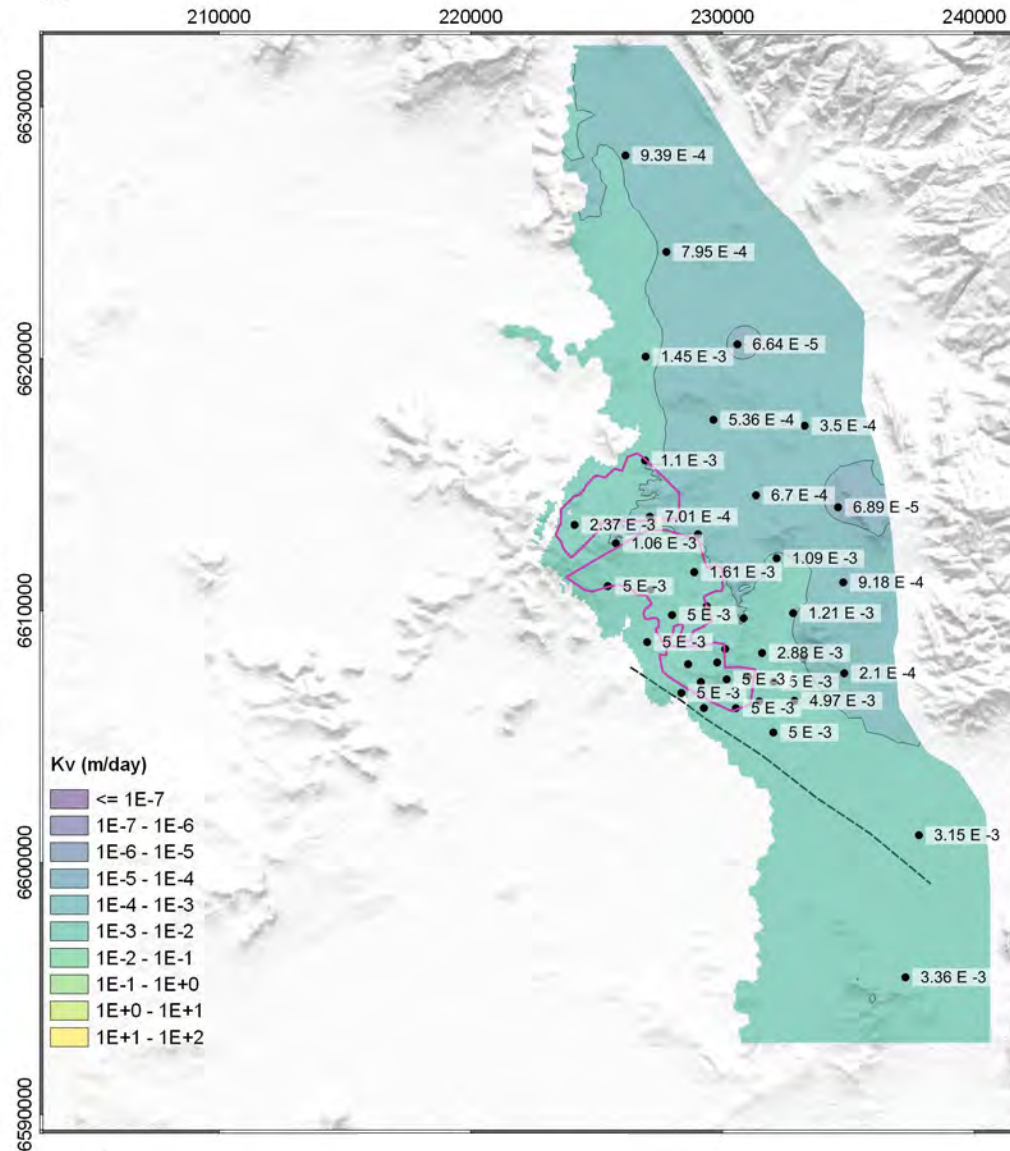 210000
220000
230000
240000
6630000
6620000
6610000
6600000
6590000
9.39 E -4
7.95 E -4
6.64 E -5
1.45 E -3
5.36 E -4
3.5 E -4
1.1 E -3
6.7 E -4
6.89 E -5
7.01 E -4
2.37 E -3
1.06 E -3
1.09 E -3
1.61 E -3
9.18 E -4
5 E -3
1.21 E -3
5 E -3
5 E -3
2.88 E -3
2.1 E -4
5 E -3
5 E -3
5 E -3
4.97 E -3
5 E -3
5 E -3
3.15 E -3
3.36 E -3
Kv (m/day)
<= 1E-7
1E-7 - 1E-6
1E-6 - 1E-5
1E-5 - 1E-4
1E-4 - 1E-3
1E-3 - 1E-2
1E-2 - 1E-1
1E-1 - 1E+0
1E+0 - 1E+1
1E+1 - 1E+2